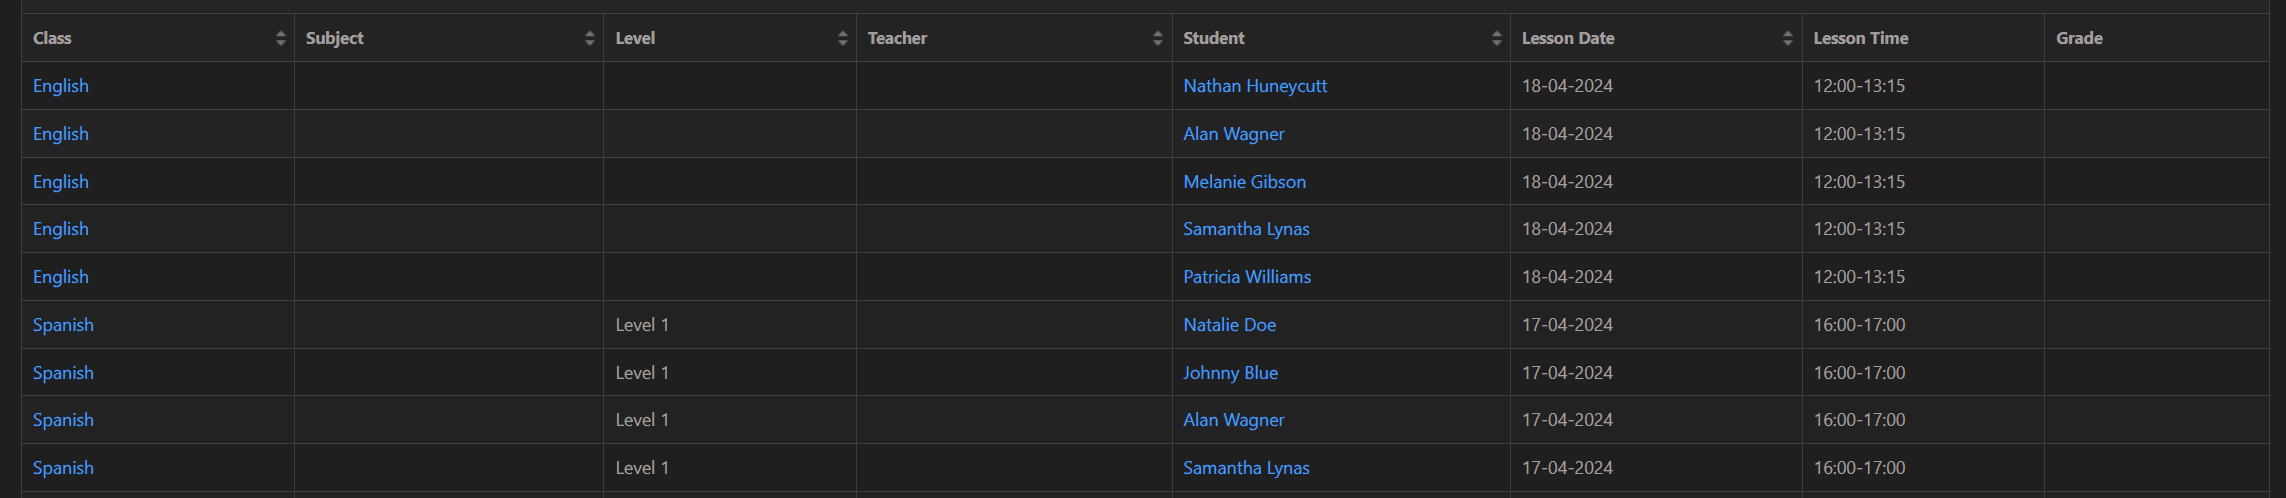 Class Subject Level Teacher Student Lesson Date Lesson Time Grade
English Nathan Huneycutt 18-04-2024 12:00-13:15
English Alan Wagner 18-04-2024 12:00-13:15
English Melanie Gibson 18-04-2024 12:00-13:15
English Samantha Lynas 18-04-2024 12:00-13:15
English Patricia Williams 18-04-2024 12:00-13:15
Spanish Level 1 Natalie Doe 17-04-2024 16:00-17:00
Spanish Level 1 Johnny Blue 17-04-2024 16:00-17:00
Spanish Level 1 Alan Wagner 17-04-2024 16:00-17:00
Spanish Level 1 Samantha Lynas 17-04-2024 16:00-17:00